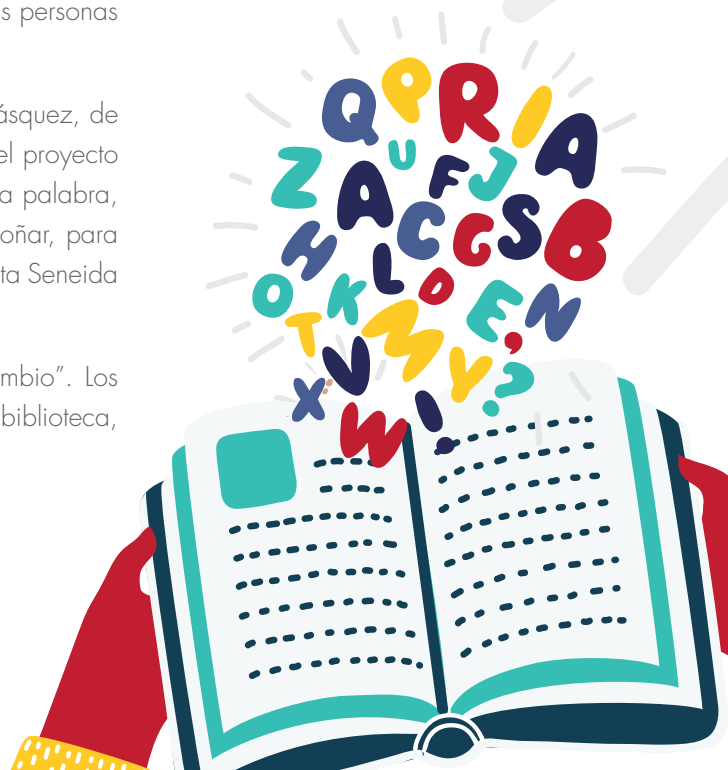 s personas
ásquez, de
el proyecto
a palabra,
oñar, para
ta Seneida
mbio”. Los
biblioteca,
Q P R I A
Z U F J
A C G S B
H L D
O K E N
T M , 
V Y ?
X W !